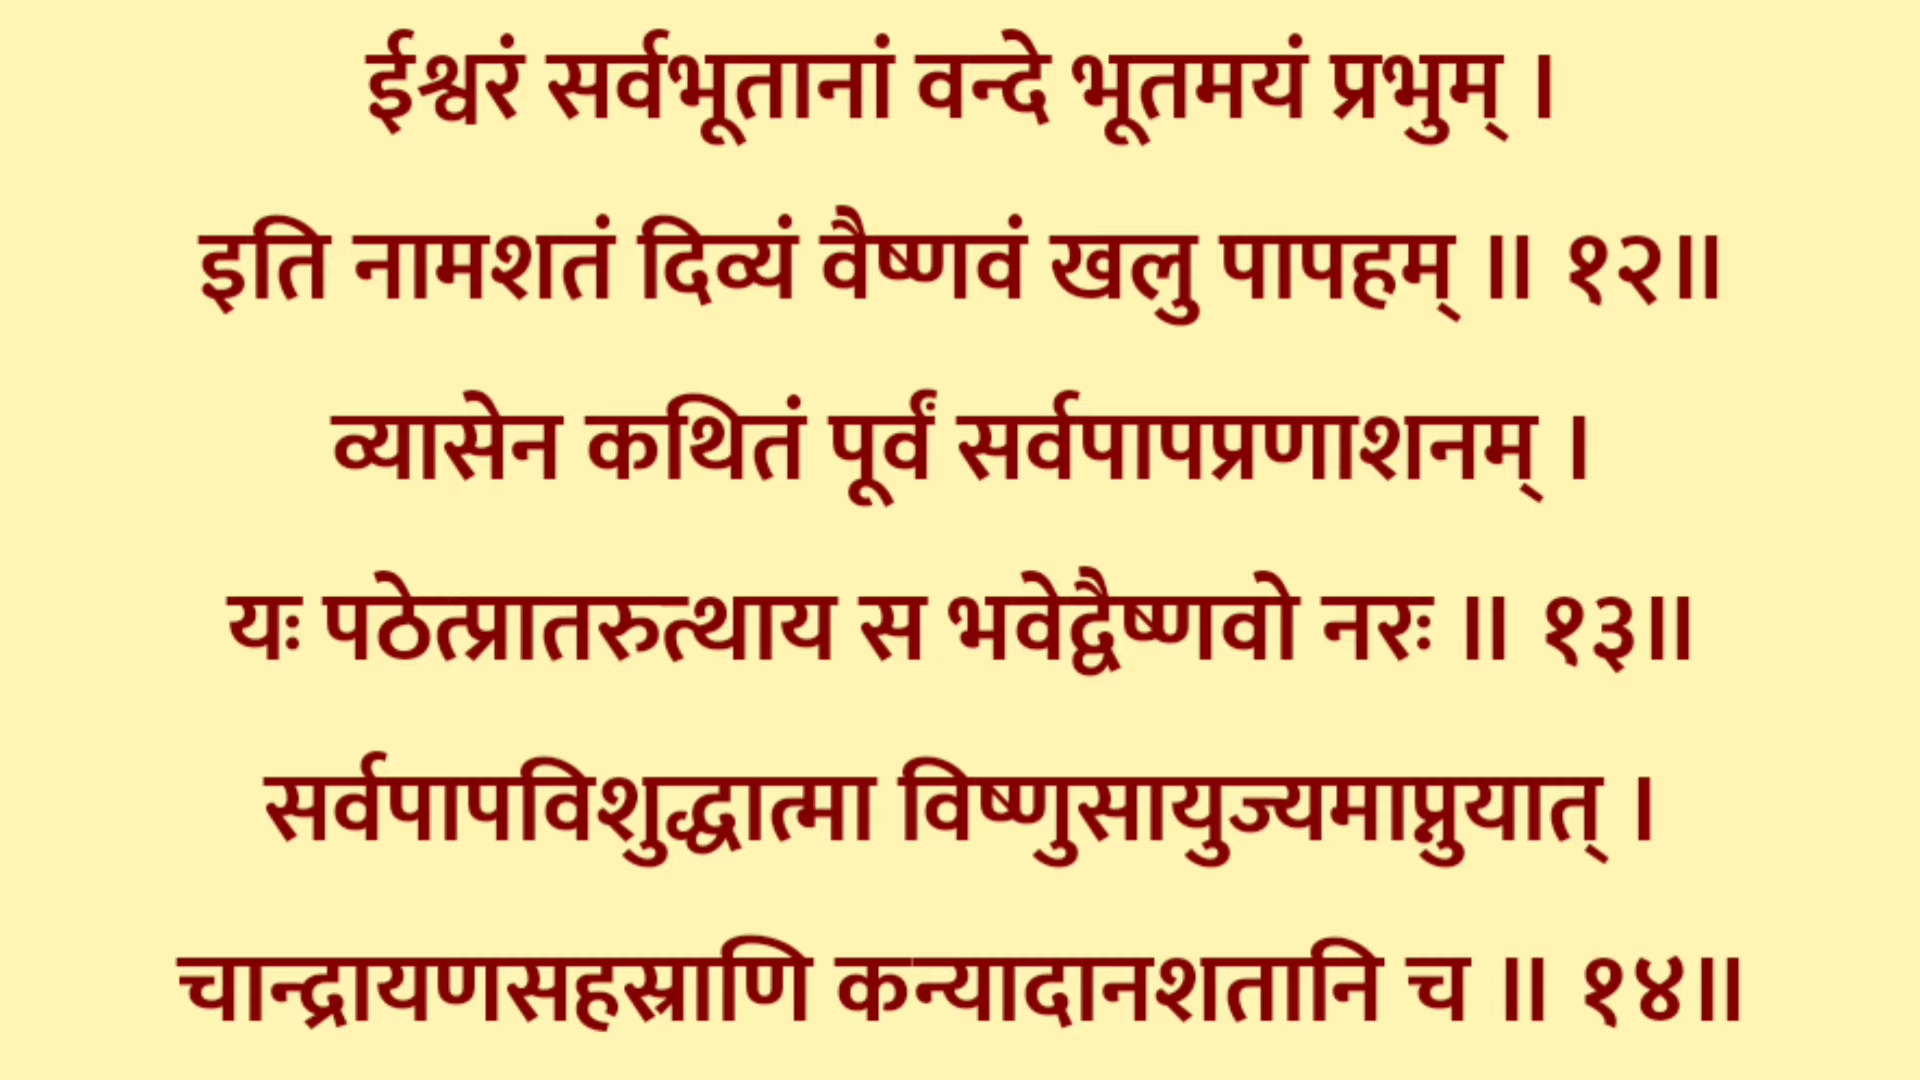 ईश्वरं सर्वभूतानां वन्दे भूतमयं प्रभुम् ।
इति नामशतं दिव्यं वैष्णवं खलु पापहम् ॥ १२॥
व्यासेन कथितं पूर्वं सर्वपापप्रणाशनम् ।
यः पठेत्प्रातरुत्थाय स भवेद्वैष्णवो नरः ॥ १३॥
सर्वपापविशुद्धात्मा विष्णुसायुज्यमाप्नुयात् ।
चान्द्रायणसहस्राणि कन्यादानशतानि च ॥ १४॥